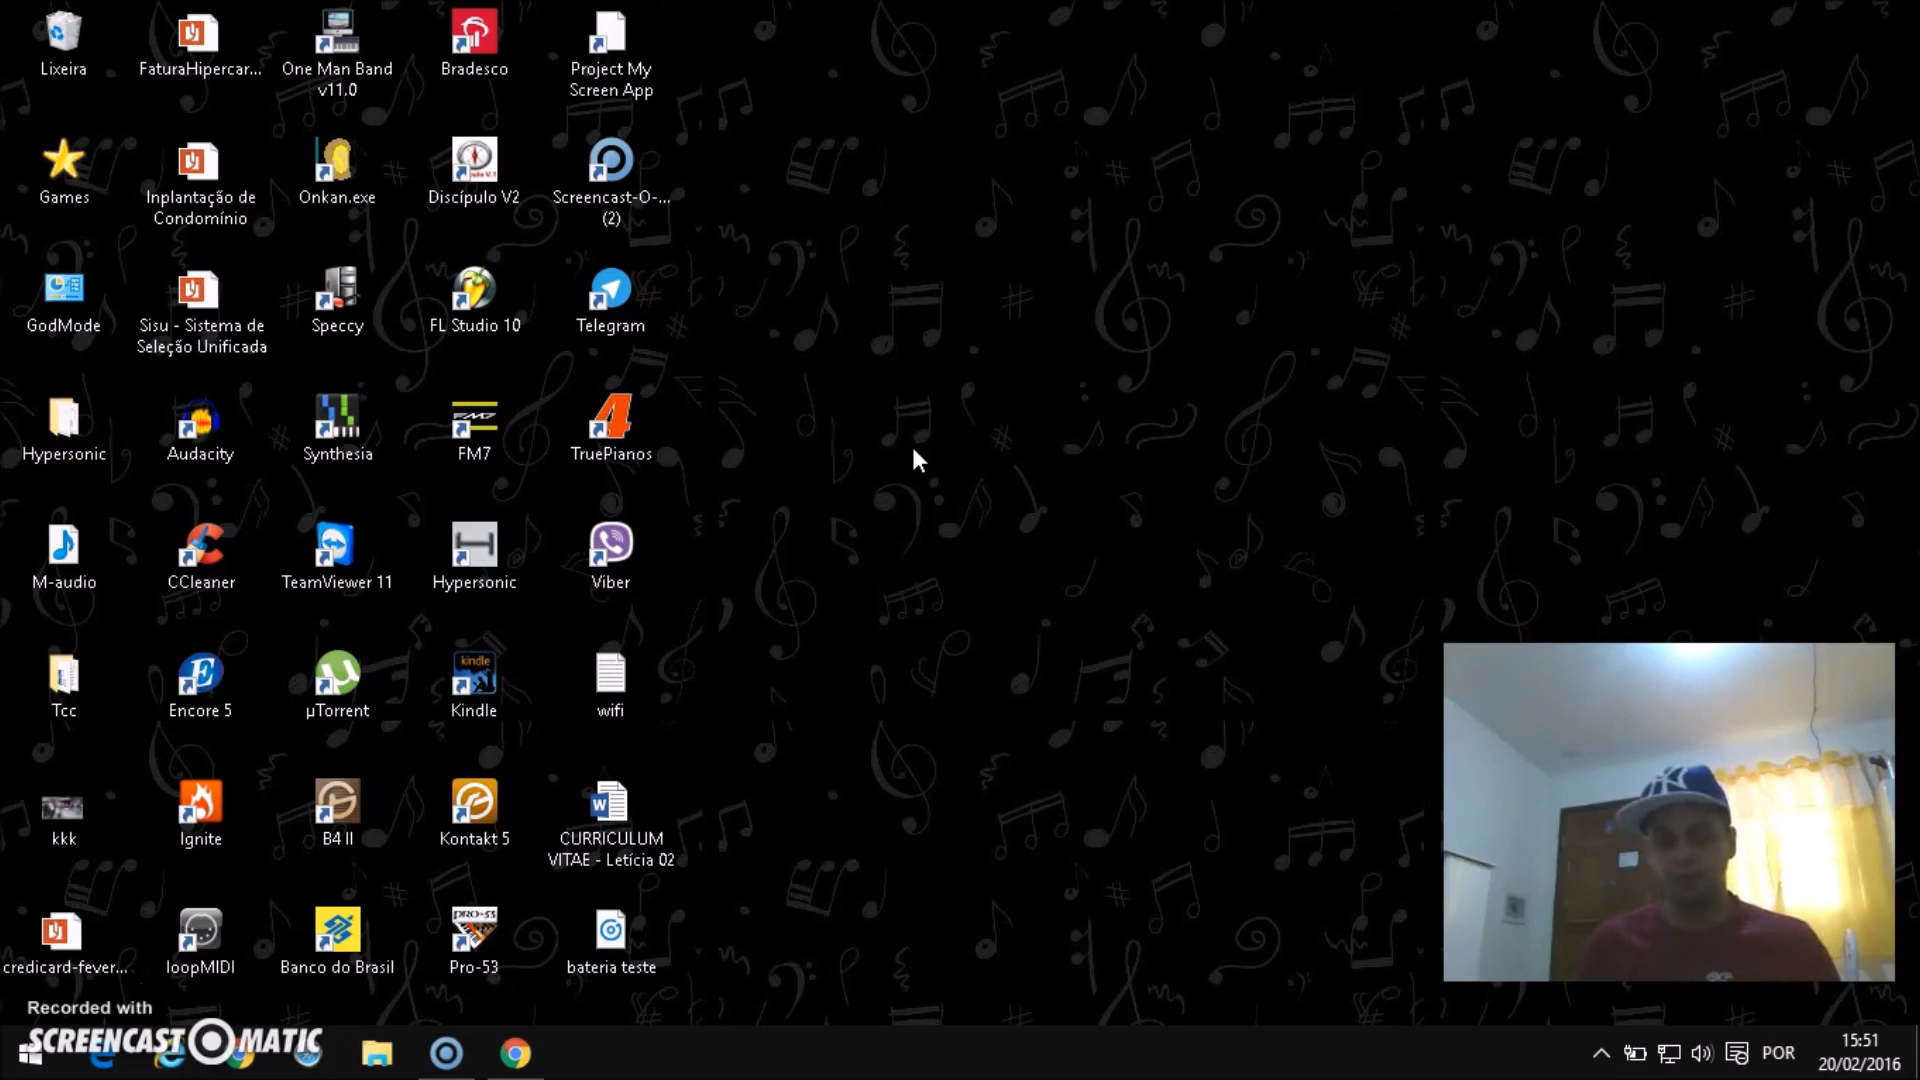 Lixeira
FaturaHipercar...
One Man Band
v11.0
Bradesco
Project My
Screen App
Games
Inplantação de
Condomínio
Onkan.exe
Discípulo V2
Screencast-O-...
(2)
GodMode
Sisu - Sistema de
Seleção Unificada
Speccy
FL Studio 10
Telegram
Hypersonic
Audacity
Synthesia
FM7
TruePianos
M-audio
CCleaner
TeamViewer 11
Hypersonic
Viber
Tcc
Encore 5
µTorrent
kindle
Kindle
wifi
kkk
Ignite
B4 II
Kontakt 5
CURRICULUM
VITAE - Letícia 02
credicard-fever...
loopMIDI
Banco do Brasil
PRO-53
Pro-53
bateria teste
Recorded with
SCREENCAST O MATIC
POR
15:51
20/02/2016